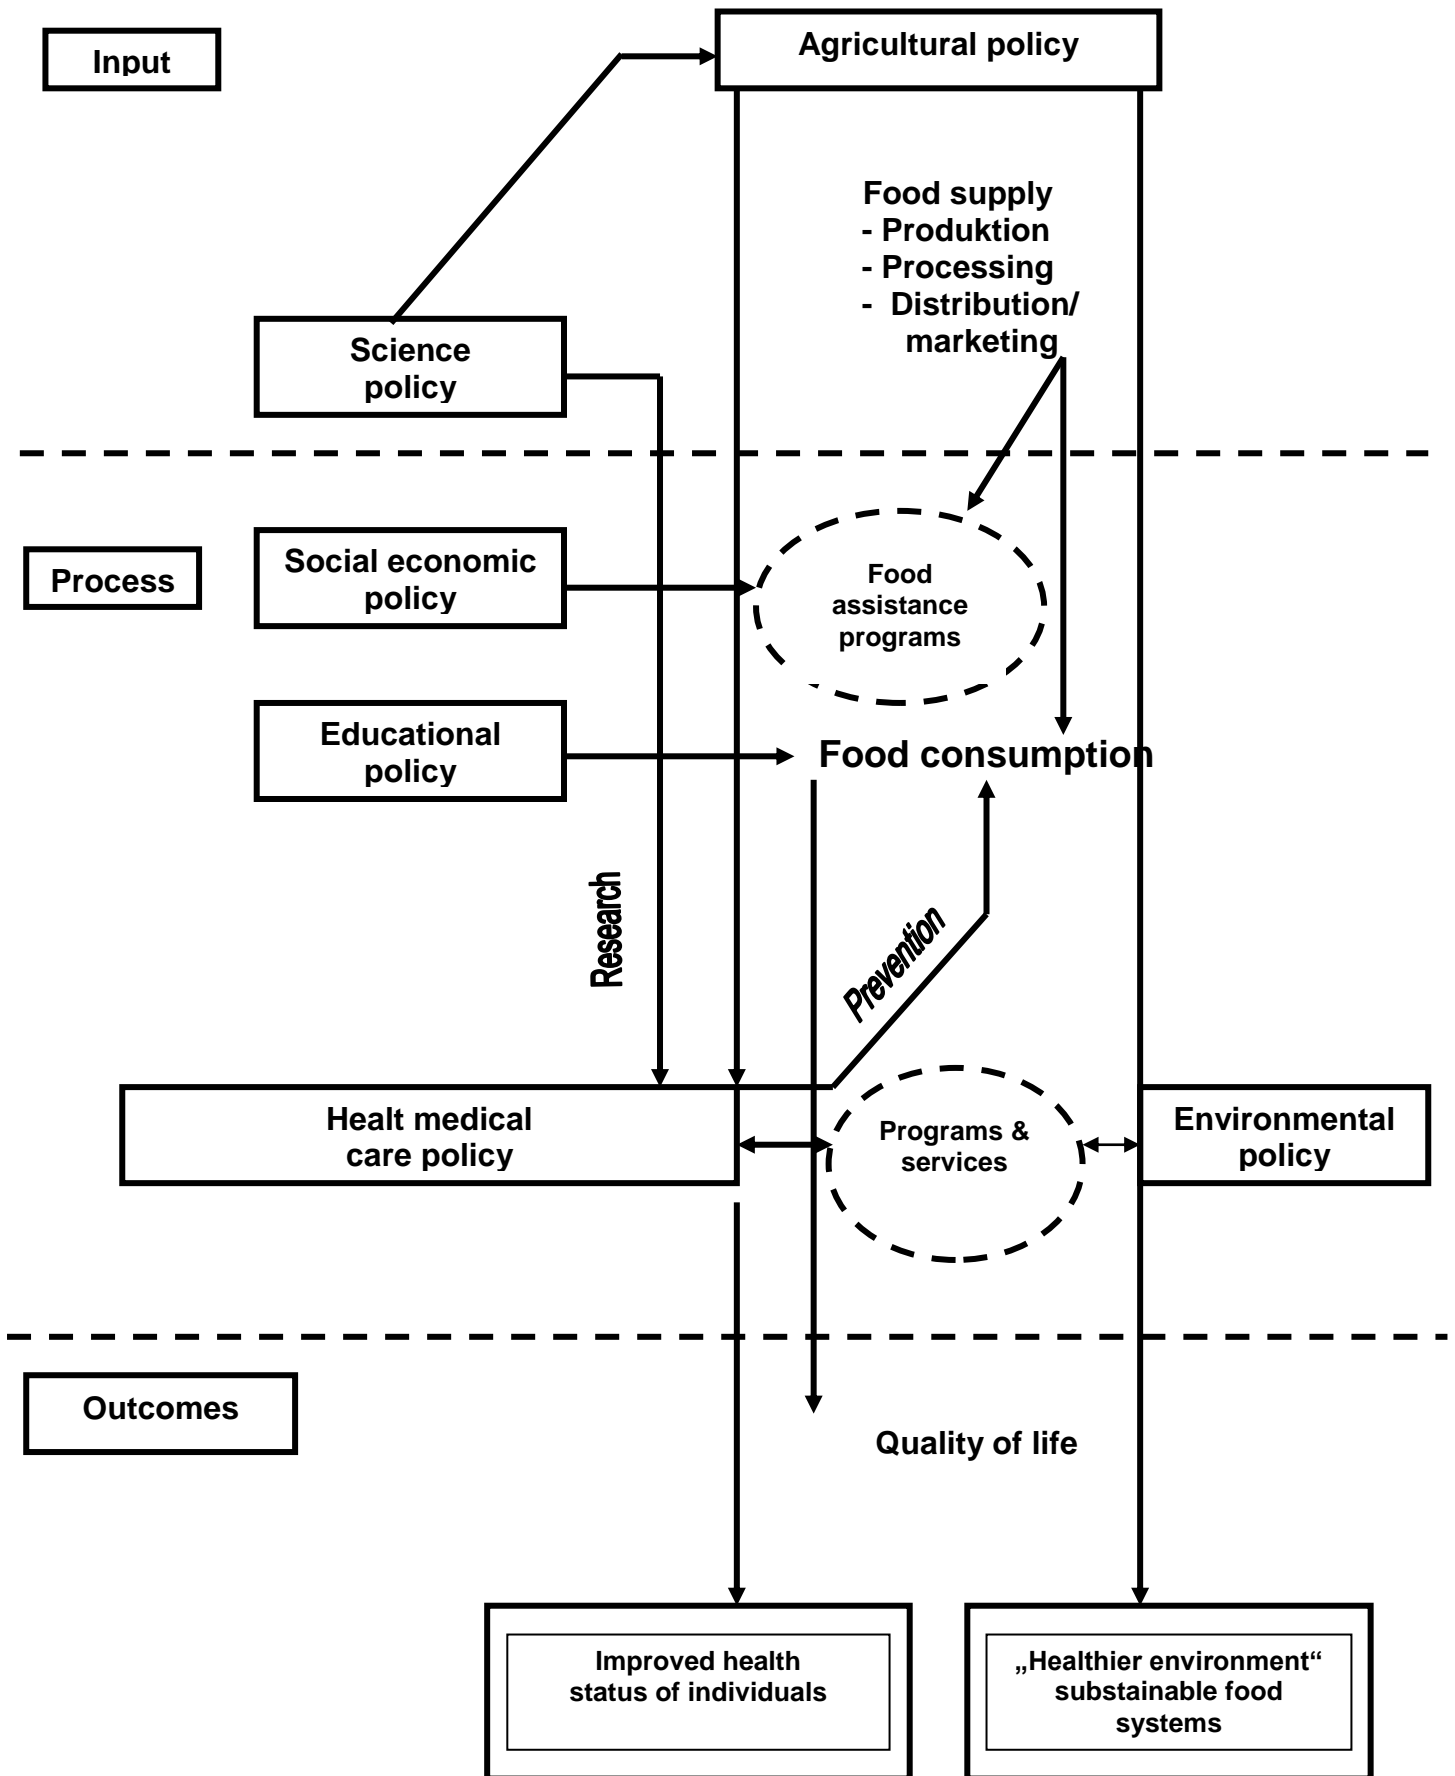 Input
Agricultural policy
Food supply
- Produktion
- Processing
- Distribution/
marketing
Science
policy
Process
Social economic
policy
Food
assistance
programs
Educational
policy
Food consumption
Research
Prevention
Healt medical
care policy
Programs &
services
Environmental
policy
Outcomes
Quality of life
Improved health
status of individuals
„Healthier environment“
substainable food
systems